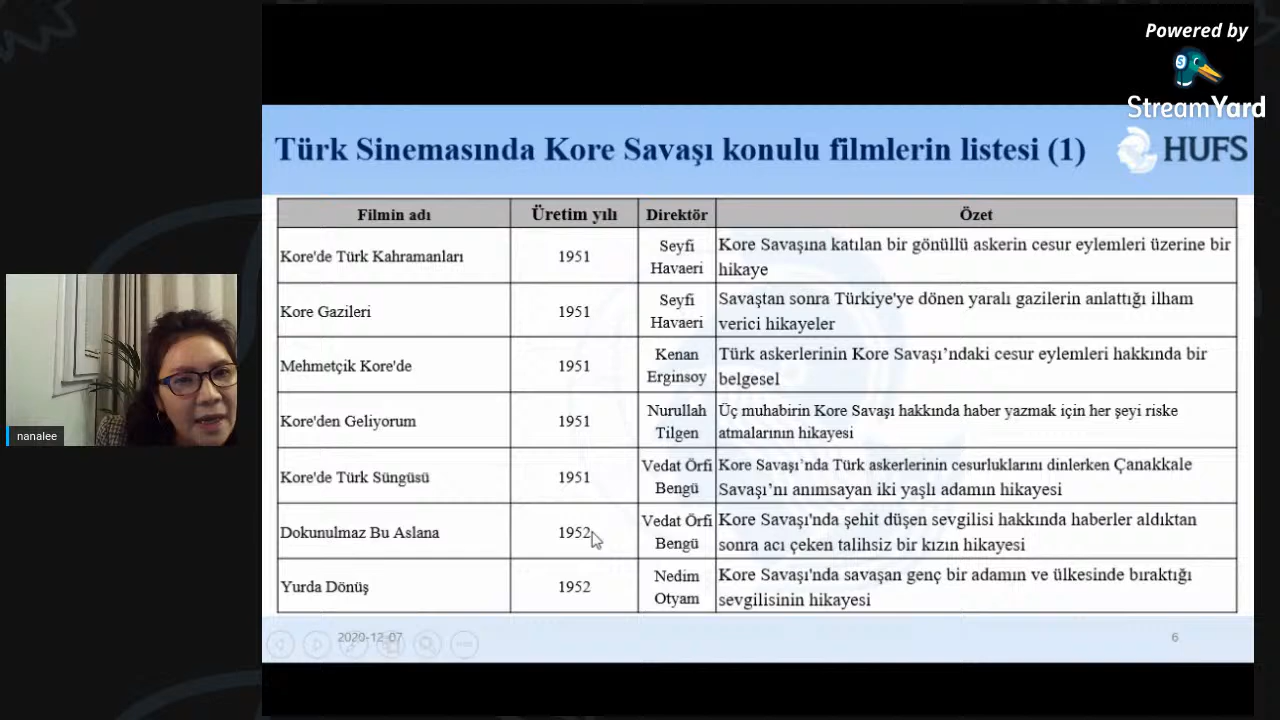 Powered by
StreamYard
Türk Sinemasında Kore Savaşı konulu filmlerin listesi (1)
HUFS
Filmin adı
Üretim yılı
Direktör
Özet
Kore'de Türk Kahramanları
1951
Seyfi
Havaeri
Kore Savaşına katılan bir gönüllü askerin cesur eylemleri üzerine bir
hikaye
Kore Gazileri
1951
Seyfi
Havaeri
Savaştan sonra Türkiye'ye dönen yaralı gazilerin anlattığı ilham
verici hikayeler
Mehmetçik Kore'de
1951
Kenan
Erginsoy
Türk askerlerinin Kore Savaşı’ndaki cesur eylemleri hakkında bir
belgesel
Kore'den Geliyorum
1951
Nurullah
Tilgen
Üç muhabirin Kore Savaşı hakkında haber yazmak için her şeyi riske
atmalarının hikayesi
Kore'de Türk Süngüsü
1951
Vedat Örfi
Bengü
Kore Savaşı’nda Türk askerlerinin cesurluklarını dinlerken Çanakkale
Savaşı’nı anımsayan iki yaşlı adamın hikayesi
Dokunulmaz Bu Aslana
1952
Vedat Örfi
Bengü
Kore Savaşı'nda şehit düşen sevgilisi hakkında haberler aldıktan
sonra acı çeken talihsiz bir kızın hikayesi
Yurda Dönüş
1952
Nedim
Otyam
Kore Savaşı'nda savaşan genç bir adamın ve ülkesinde bıraktığı
sevgilisinin hikayesi
2020-12-07
6
nanalee